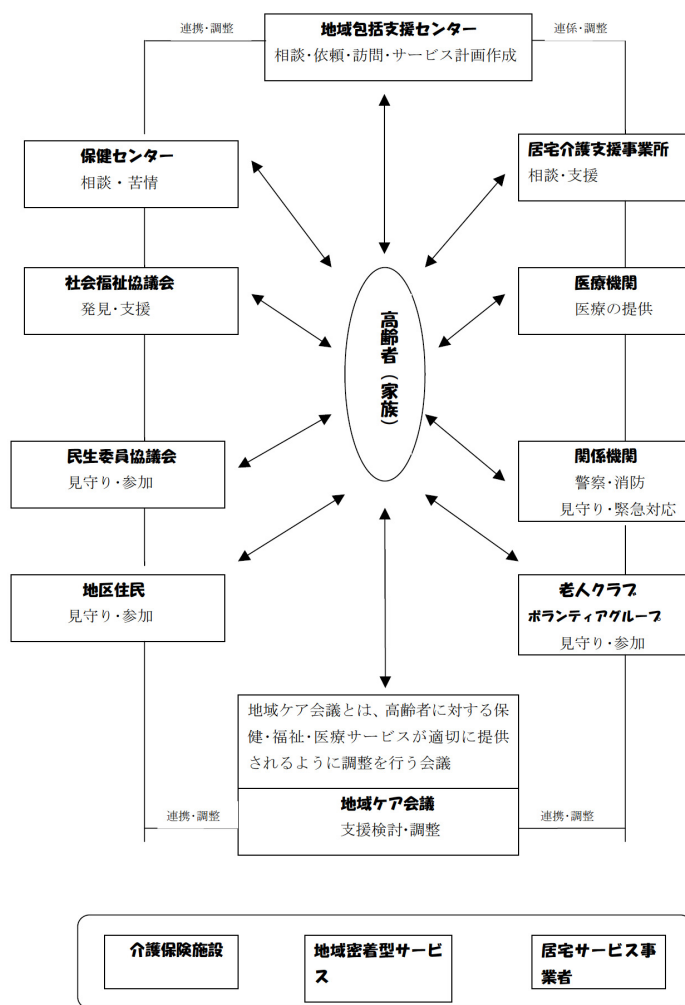 地域包括支援センター
相談・依頼・訪問・サービス計画作成
連携・調整
連係・調整
保健センター
相談・苦情
居宅介護支援事業所
相談・支援
社会福祉協議会
発見・支援
医療機関
医療の提供
高齢者（家族）
民生委員協議会
見守り・参加
関係機関
警察・消防
見守り・緊急対応
地区住民
見守り・参加
老人クラブ
ボランティアグループ
見守り・参加
地域ケア会議とは、高齢者に対する保
健・福祉・医療サービスが適切に提供
されるように調整を行う会議
地域ケア会議
支援検討・調整
連携・調整
連携・調整
介護保険施設
地域密着型サービ
ス
居宅サービス事
業者